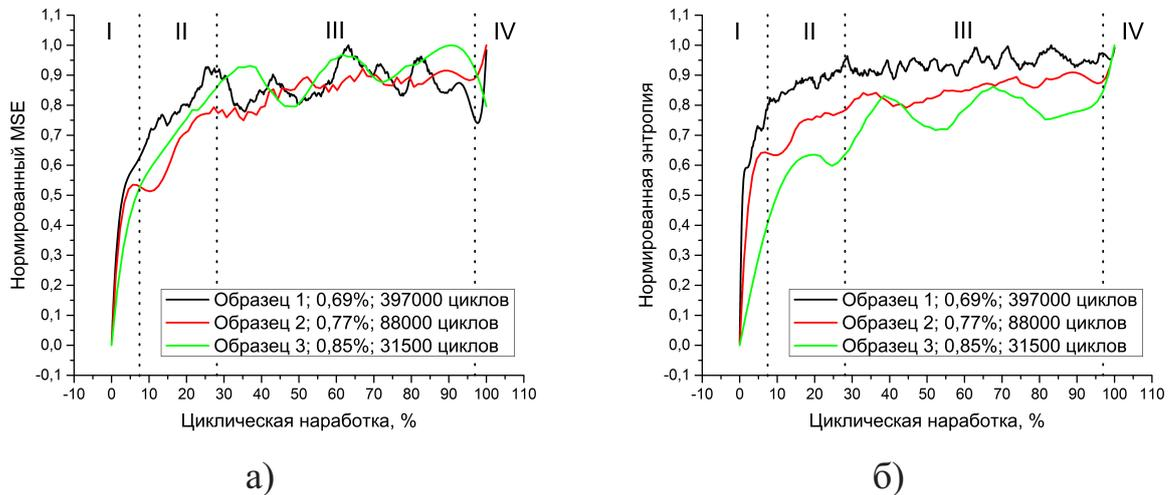 I II III IV
1,1
1,0
0,9
0,8
0,7
0,6
0,5
0,4
0,3
0,2
0,1
0,0
-0,1
Нормированный MSE
Образец 1; 0,69%; 397000 циклов
Образец 2; 0,77%; 88000 циклов
Образец 3; 0,85%; 31500 циклов
-10 0 10 20 30 40 50 60 70 80 90 100 110
Циклическая наработка, %
а)
I II III IV
1,1
1,0
0,9
0,8
0,7
0,6
0,5
0,4
0,3
0,2
0,1
0,0
-0,1
Нормированная энтропия
Образец 1; 0,69%; 397000 циклов
Образец 2; 0,77%; 88000 циклов
Образец 3; 0,85%; 31500 циклов
-10 0 10 20 30 40 50 60 70 80 90 100 110
Циклическая наработка, %
б)